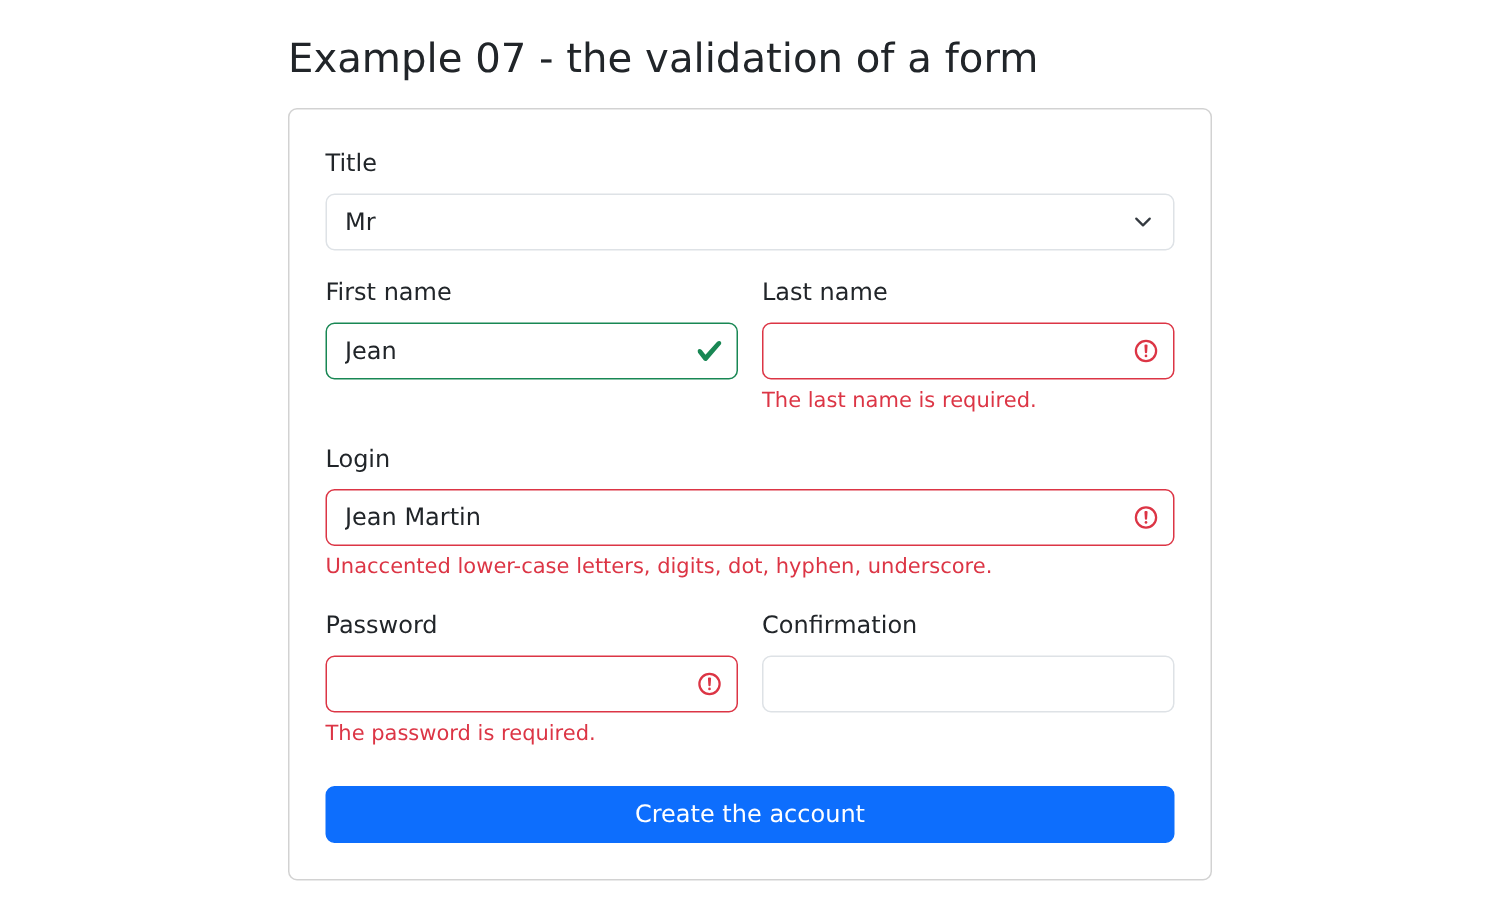 Example 07 - the validation of a form
Title
Mr
First name
Last name
Jean
The last name is required.
Login
Jean Martin
Unaccented lower-case letters, digits, dot, hyphen, underscore.
Password
Confirmation
The password is required.
Create the account